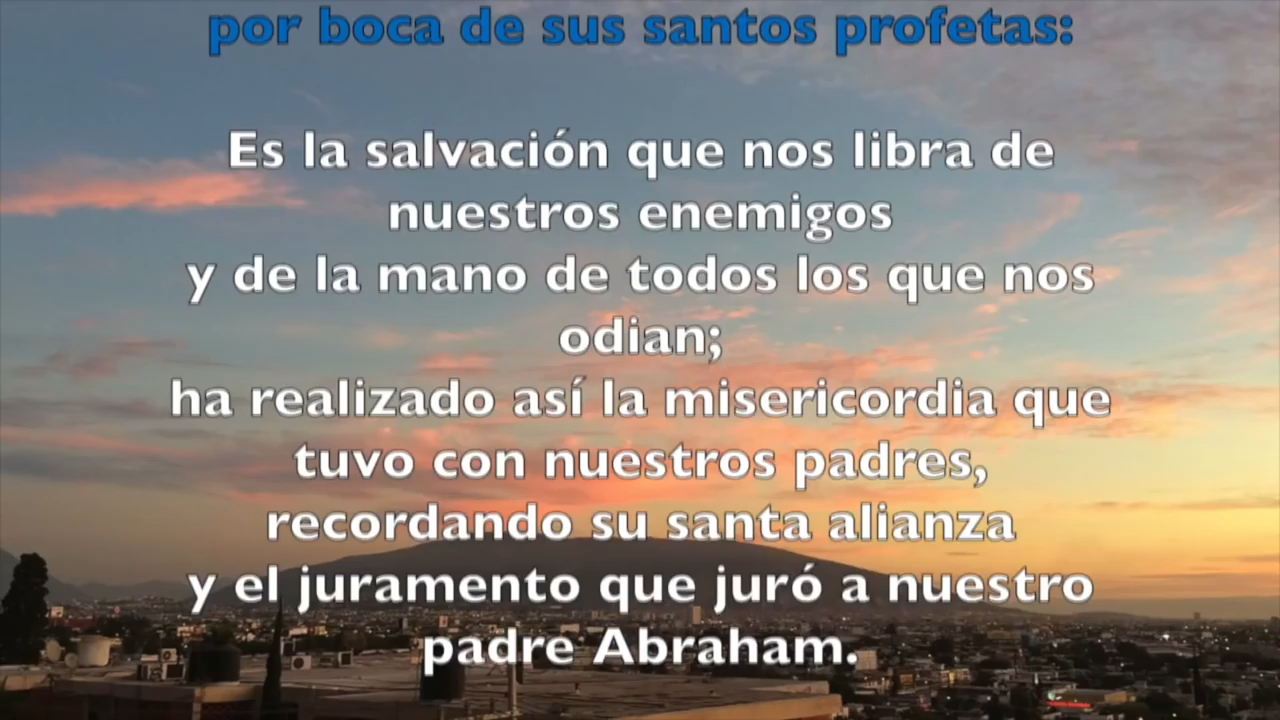 por boca de sus santos profetas:
Es la salvación que nos libra de
nuestros enemigos
y de la mano de todos los que nos
odian;
ha realizado así la misericordia que
tuvo con nuestros padres,
recordando su santa alianza
y el juramento que juró a nuestro
padre Abraham.